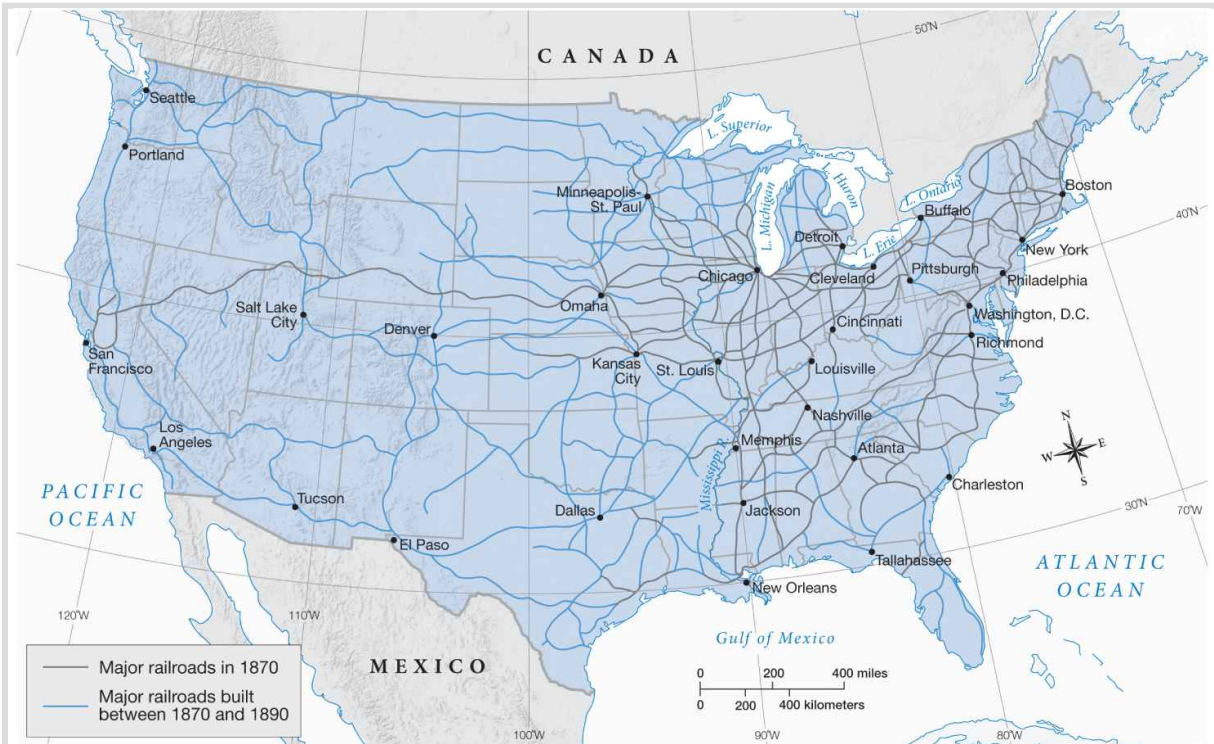 CANADA
50°N
Seattle
Portland
L. Superior
Minneapolis-
St. Paul
L. Michigan
L. Huron
L. Ontario
Boston
Buffalo
40°N
Detroit
L. Erie
New York
Chicago
Cleveland
Pittsburgh
Philadelphia
Omaha
Salt Lake
City
Denver
Washington, D.C.
Cincinnati
Richmond
San
Francisco
Kansas
City
St. Louis
Louisville
Nashville
Los
Angeles
Memphis
Atlanta
Mississippi R.
N
W
E
S
PACIFIC
OCEAN
Tucson
Charleston
Dallas
Jackson
30°N
70°W
El Paso
Tallahassee
ATLANTIC
OCEAN
New Orleans
120°W
110°W
Gulf of Mexico
MEXICO
Major railroads in 1870
Major railroads built
between 1870 and 1890
0 200 400 miles
0 200 400 kilometers
100°W
90°W
80°W